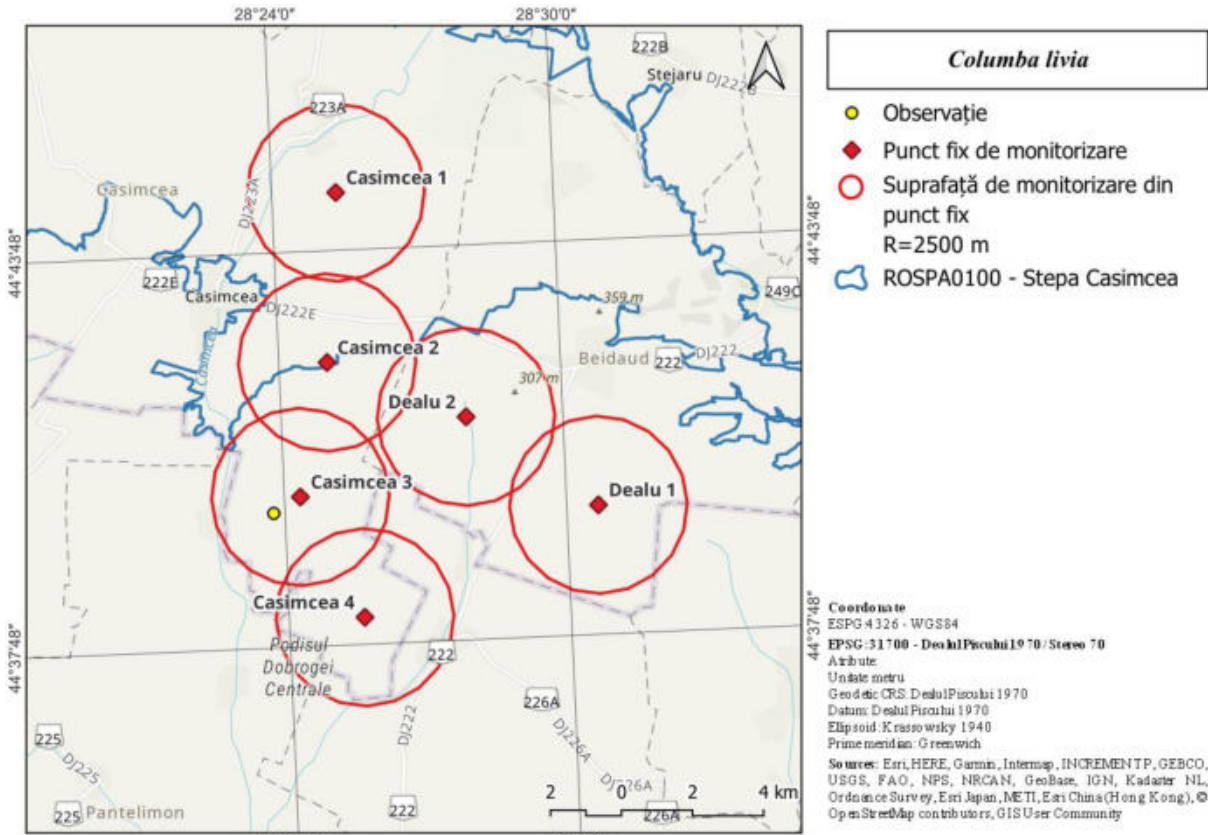 28°24′0″ 28°30′0″
222B
Stejaru DJ222B
223A
Casimcea 1
Casimcea
DJ223A
44°43′48″ 44°43′48″
222E
249C
Casimcea
359 m
DJ222E
Casimcea
Casimcea 2
Beidaud 222 DJ222
307 m
Dealu 2
Casimcea 3
Dealu 1
Casimcea 4
44°37′48″ 44°37′48″
Podisul
Dobrogei
Centrale
222
226A
DJ222
225
DJ226A
DJ225
2 0 2 4 km
Pantelimon
225
222
226A
226A
Columba livia
Observație
Punct fix de monitorizare
Suprafață de monitorizare din
punct fix
R=2500 m
ROSPA0100 - Stepa Casimcea
Coordonate
ESPG:4326 - WGS84
EPSG:31700 - Dealul Piscului 1970/ Stereo 70
Atribute
Unitate metru
Geodetic CRS: Dealul Piscului 1970
Datum: Dealul Piscului 1970
Ellipsoid: Krassowsky 1940
Prime meridian: Greenwich
Sources: Esri, HERE, Garmin, Intermap, INCREMENT P, GEBCO,
USGS, FAO, NPS, NRCAN, GeoBase, IGN, Kadaster NL,
Ordnance Survey, Esri Japan, METI, Esri China (Hong Kong), ©
OpenStreetMap contributors, GIS User Community